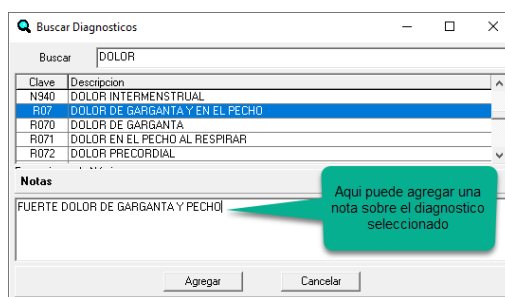 Buscar Diagnosticos
Buscar DOLOR
Clave Descripcion
N940 DOLOR INTERMENSTRUAL
R07 DOLOR DE GARGANTA Y EN EL PECHO
R070 DOLOR DE GARGANTA
R071 DOLOR EN EL PECHO AL RESPIRAR
R072 DOLOR PRECORDIAL
Notas
FUERTE DOLOR DE GARGANTA Y PECHO
Aqui puede agregar una
nota sobre el diagnostico
seleccionado
Agregar Cancelar